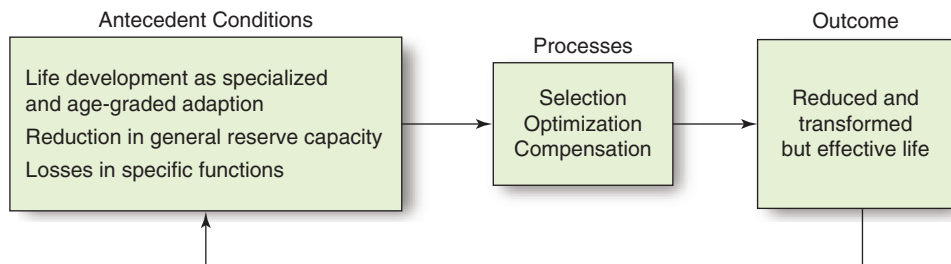 Antecedent Conditions
Life development as specialized
and age-graded adaption
Reduction in general reserve capacity
Losses in specific functions
Processes
Selection
Optimization
Compensation
Outcome
Reduced and
transformed
but effective life